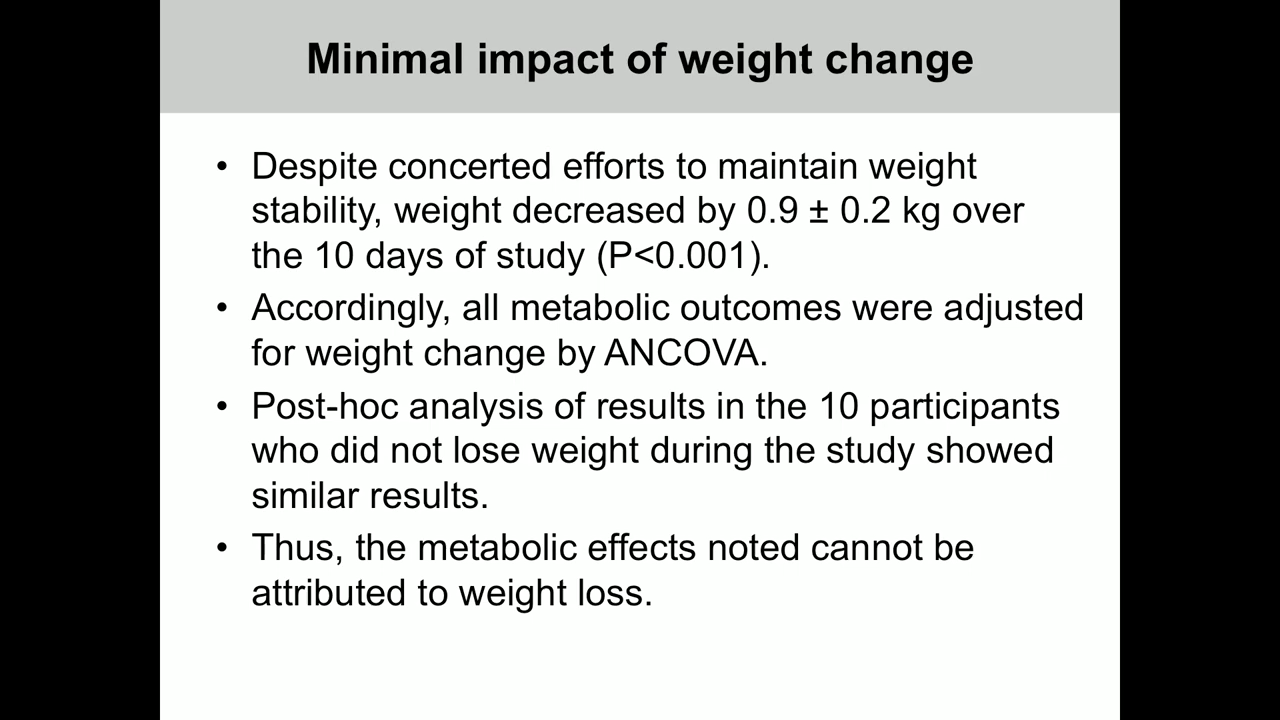 Minimal impact of weight change
• Despite concerted efforts to maintain weight
stability, weight decreased by 0.9 ± 0.2 kg over
the 10 days of study (P<0.001).
• Accordingly, all metabolic outcomes were adjusted
for weight change by ANCOVA.
• Post-hoc analysis of results in the 10 participants
who did not lose weight during the study showed
similar results.
• Thus, the metabolic effects noted cannot be
attributed to weight loss.